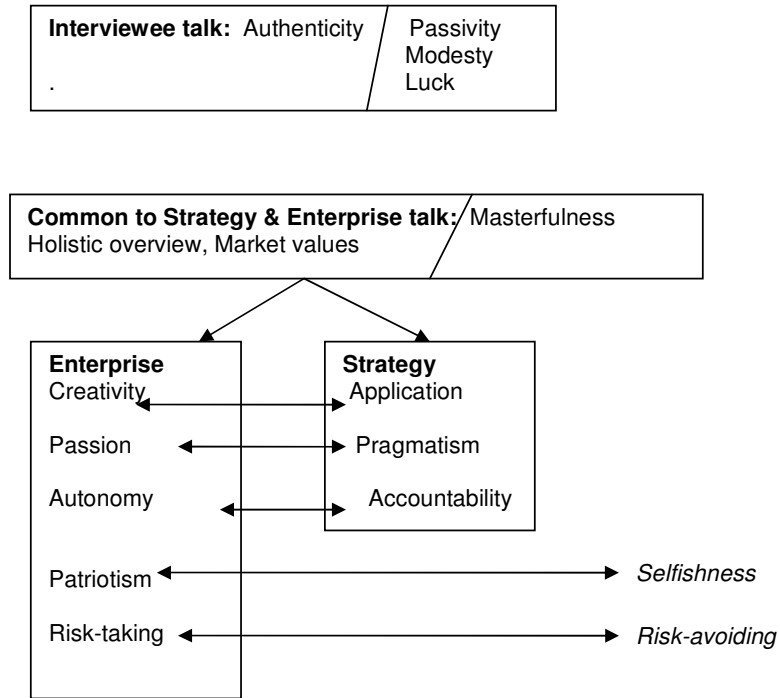 Interviewee talk: Authenticity Passivity
Modesty
. Luck
Common to Strategy & Enterprise talk: Masterfulness
Holistic overview, Market values
Enterprise Strategy
Creativity Application
Passion Pragmatism
Autonomy Accountability
Patriotism Selfishness
Risk-taking Risk-avoiding